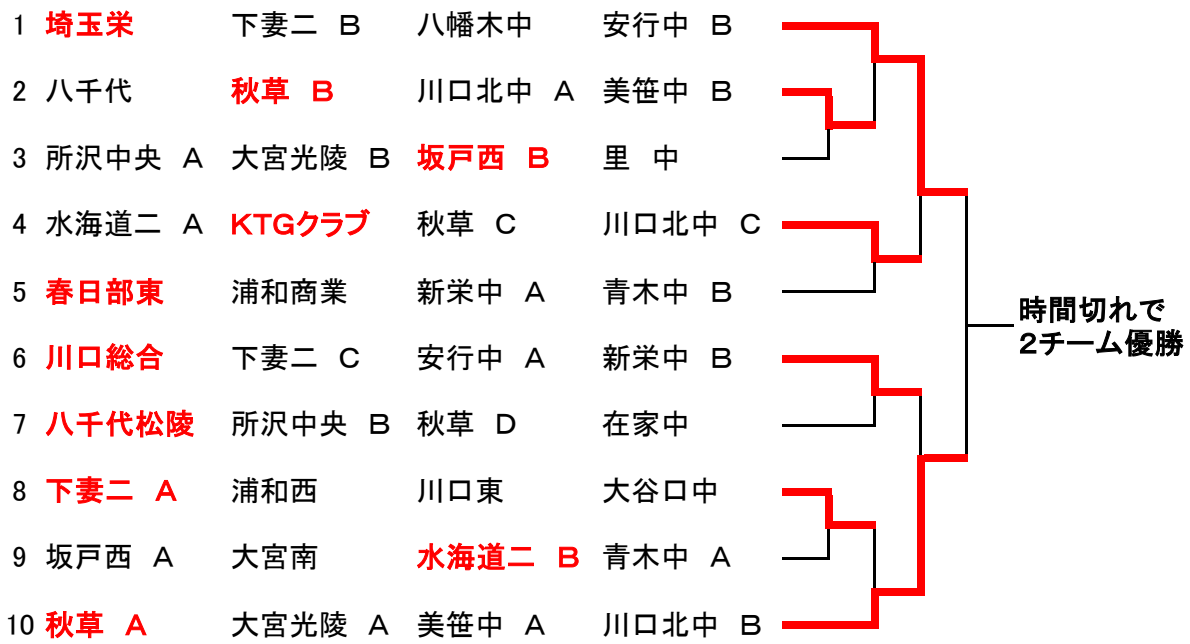 1 埼玉栄 下妻二 B 八幡木中 安行中 B
2 八千代 秋草 B 川口北中 A 美笹中 B
3 所沢中央 A 大宮光陵 B 坂戸西 B 里 中
4 水海道二 A KTGクラブ 秋草 C 川口北中 C
5 春日部東 浦和商業 新栄中 A 青木中 B
時間切れで
2チーム優勝
6 川口総合 下妻二 C 安行中 A 新栄中 B
7 八千代松陵 所沢中央 B 秋草 D 在家中
8 下妻二 A 浦和西 川口東 大谷口中
9 坂戸西 A 大宮南 水海道二 B 青木中 A
10 秋草 A 大宮光陵 A 美笹中 A 川口北中 B